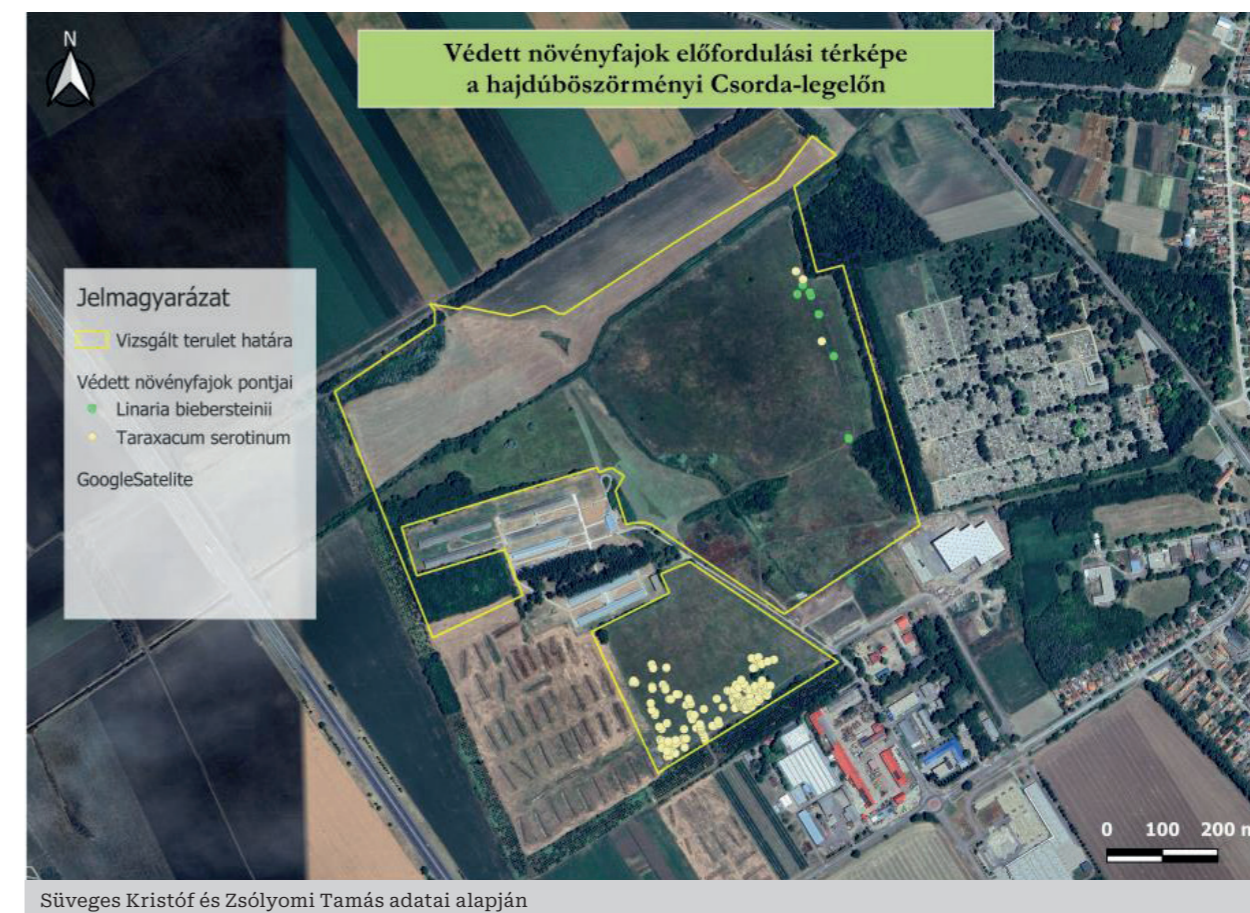 N
Védett növényfajok előfordulási térképe
a hajdúböszörményi Csorda-legelőn
Jelmagyarázat
Vizsgált terulet határa
Védett növényfajok pontjai
Linaria biebersteinii
Taraxacum serotinum
GoogleSatelite
0 100 200 m
Süveges Kristóf és Zsólyomi Tamás adatai alapján